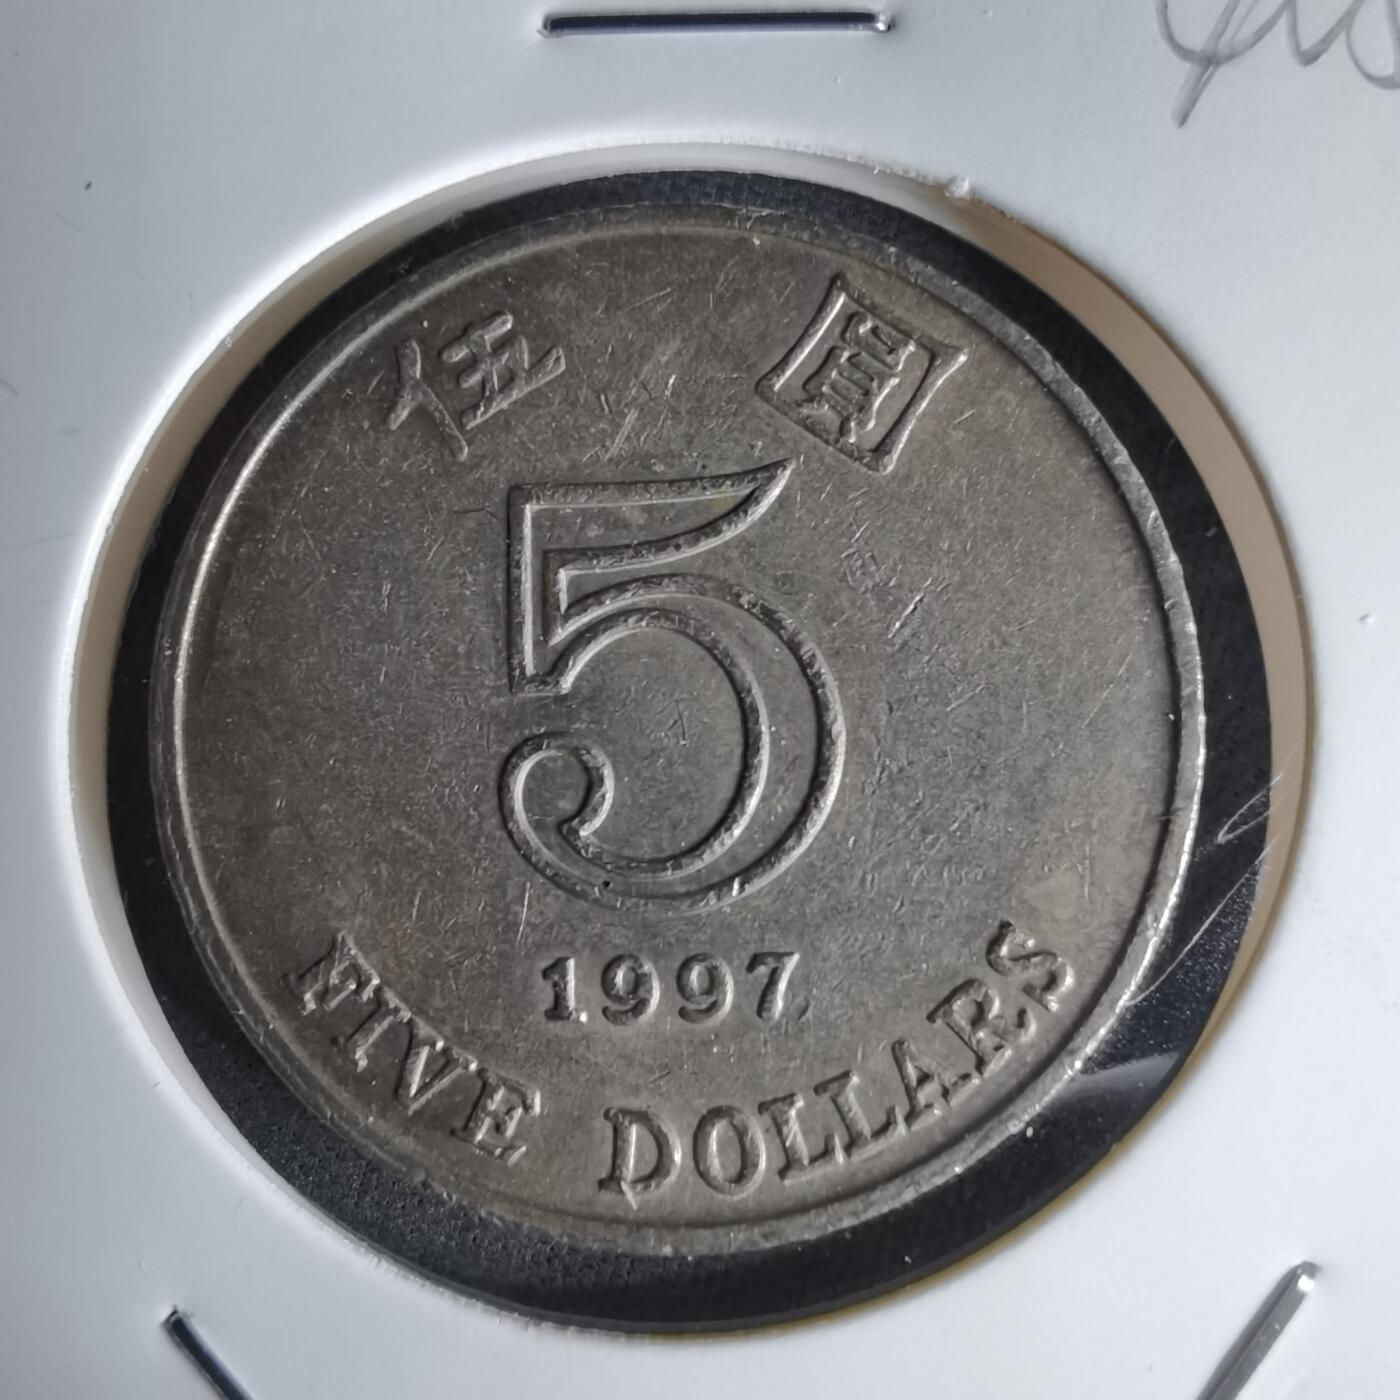 伍 圓
5
1997
FIVE DOLLARS